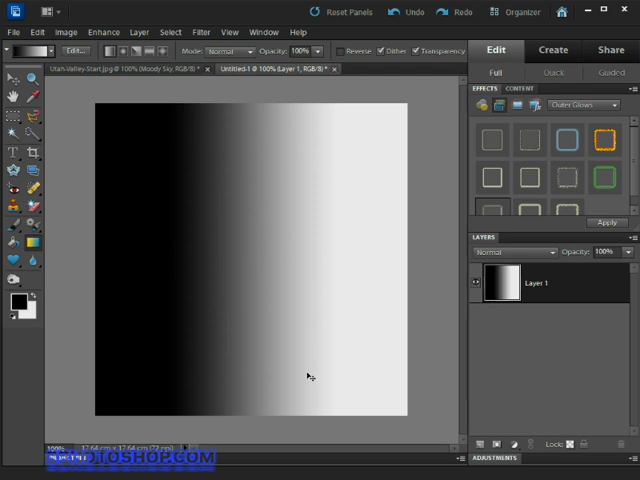 Reset Panels Undo Redo Organizer
File Edit Image Enhance Layer Select Filter View Window Help
Edit Create Share
Edit... Mode: Normal Opacity: 100% Reverse Dither Transparency
Utah-Valley-Start.jpg @ 100% (Moody Sky, RGB/8) * Untitled-1 @ 100% (Layer 1, RGB/8) *
Full Quick Guided
EFFECTS CONTENT
Outer Glows
Apply
LAYERS
Normal Opacity: 100%
Layer 1
100% 17.64 cm x 17.64 cm (72 ppi)
Lock:
ADJUSTMENTS